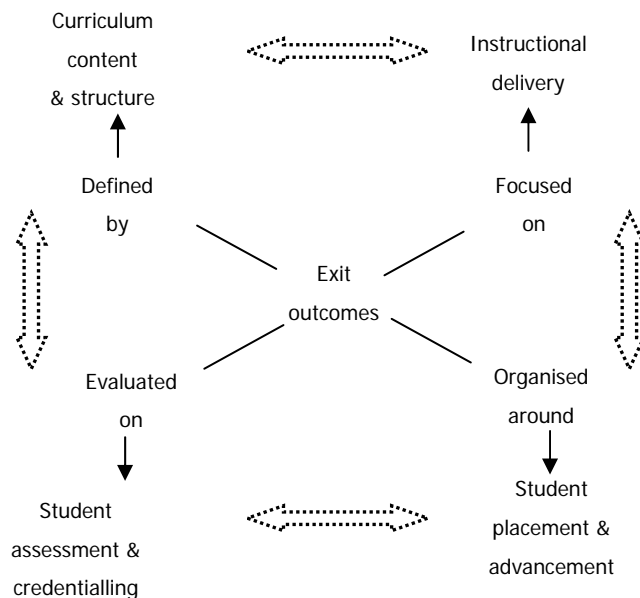 Curriculum
content
& structure
Instructional
delivery
Defined
by
Focused
on
Exit
outcomes
Evaluated
on
Organised
around
Student
assessment &
credentialling
Student
placement &
advancement